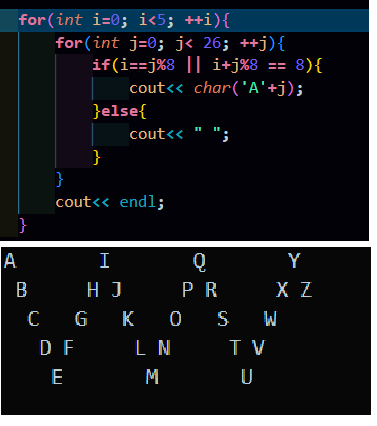 for(int i=0; i<5; ++i){
    for(int j=0; j< 26; ++j){
        if(i==j%8 || i+j%8 == 8){
            cout<< char('A'+j);
        }else{
            cout<< " ";
        }
    }
    cout<< endl;
}
A       I       Q       Y
 B     H J     P R     X Z
  C   G   K   O   S   W
   D F     L N     T V
    E       M       U